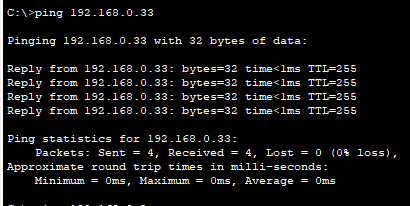 C:\>ping 192.168.0.33
Pinging 192.168.0.33 with 32 bytes of data:
Reply from 192.168.0.33: bytes=32 time<1ms TTL=255
Reply from 192.168.0.33: bytes=32 time<1ms TTL=255
Reply from 192.168.0.33: bytes=32 time<1ms TTL=255
Reply from 192.168.0.33: bytes=32 time<1ms TTL=255
Ping statistics for 192.168.0.33:
Packets: Sent = 4, Received = 4, Lost = 0 (0% loss),
Approximate round trip times in milli-seconds:
Minimum = 0ms, Maximum = 0ms, Average = 0ms